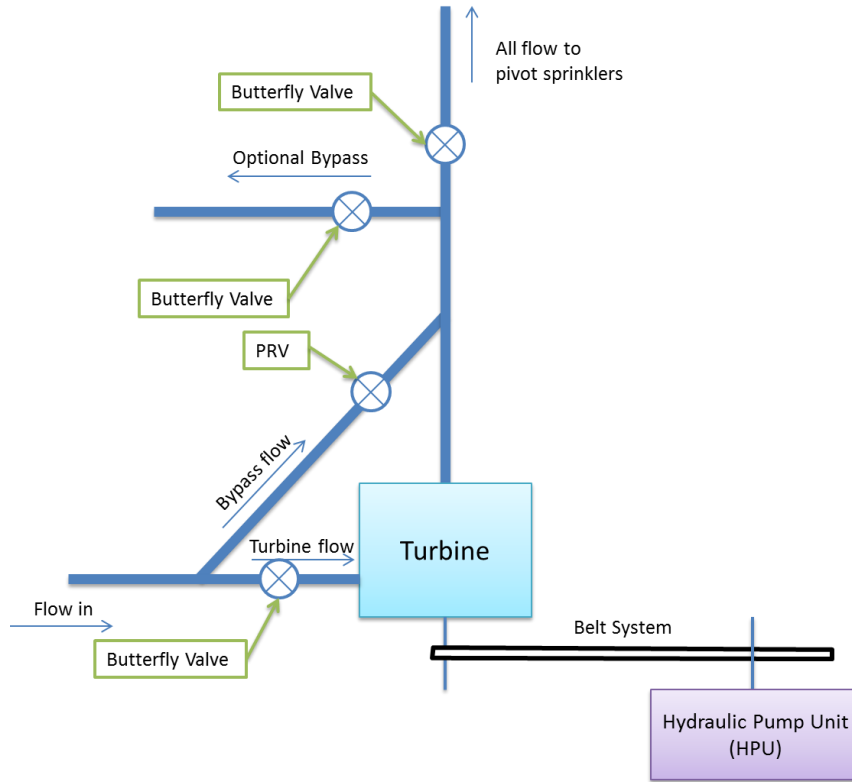 All flow to
pivot sprinklers
Butterfly Valve
Optional Bypass
Butterfly Valve
PRV
Bypass flow
Turbine flow
Turbine
Flow in
Butterfly Valve
Belt System
Hydraulic Pump Unit
(HPU)